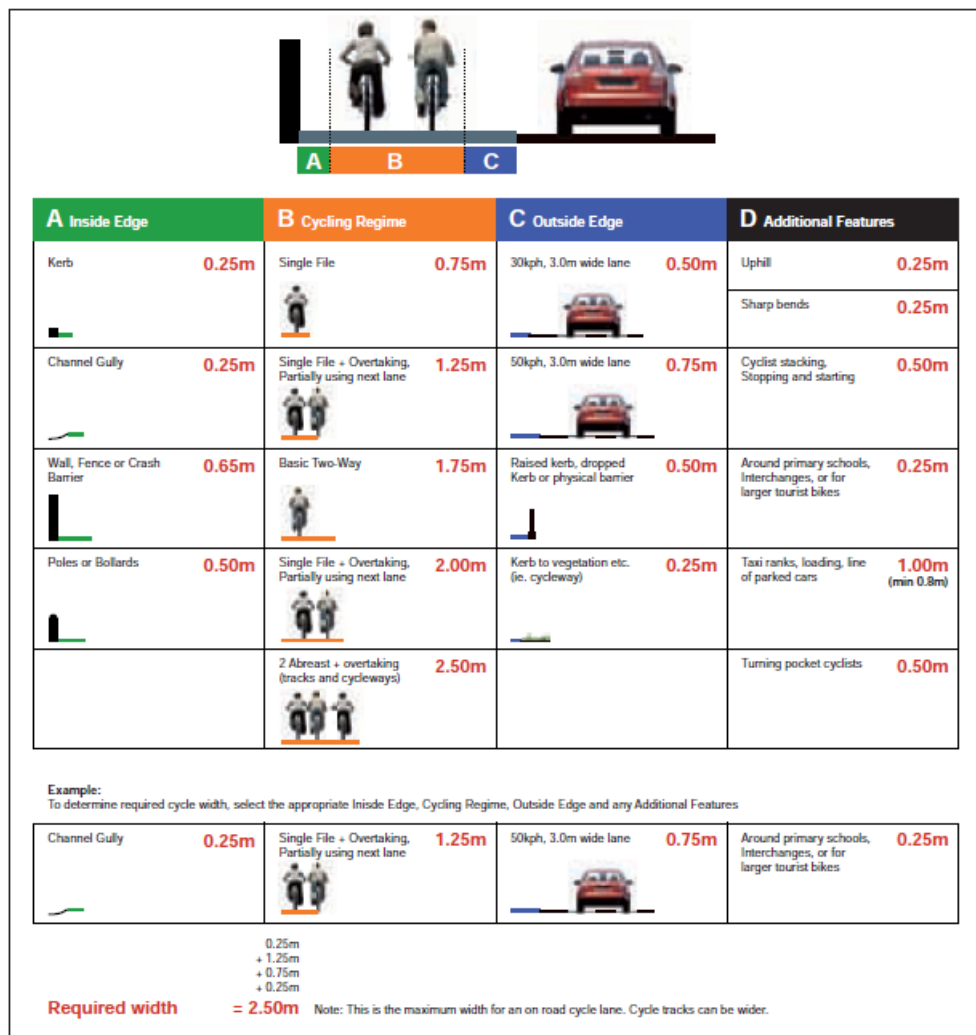 A
B
C
A Inside Edge
B Cycling Regime
C Outside Edge
D Additional Features
Kerb
0.25m
Single File
0.75m
30kph, 3.0m wide lane
0.50m
Uphill
0.25m
Sharp bends
0.25m
Channel Gully
0.25m
Single File + Overtaking,
Partially using next lane
1.25m
50kph, 3.0m wide lane
0.75m
Cyclist stacking,
Stopping and starting
0.50m
Wall, Fence or Crash
Barrier
0.65m
Basic Two-Way
1.75m
Raised kerb, dropped
Kerb or physical barrier
0.50m
Around primary schools,
Interchanges, or for
larger tourist bikes
0.25m
Poles or Bollards
0.50m
Single File + Overtaking,
Partially using next lane
2.00m
Kerb to vegetation etc.
(ie. cycleway)
0.25m
Taxi ranks, loading, line
of parked cars
1.00m
(min 0.8m)
2 Abreast + overtaking
(tracks and cycleways)
2.50m
Turning pocket cyclists
0.50m
Example:
To determine required cycle width, select the appropriate Inisde Edge, Cycling Regime, Outside Edge and any Additional Features
Channel Gully
0.25m
Single File + Overtaking,
Partially using next lane
1.25m
50kph, 3.0m wide lane
0.75m
Around primary schools,
Interchanges, or for
larger tourist bikes
0.25m
0.25m
+ 1.25m
+ 0.75m
+ 0.25m
Required width = 2.50m Note: This is the maximum width for an on road cycle lane. Cycle tracks can be wider.